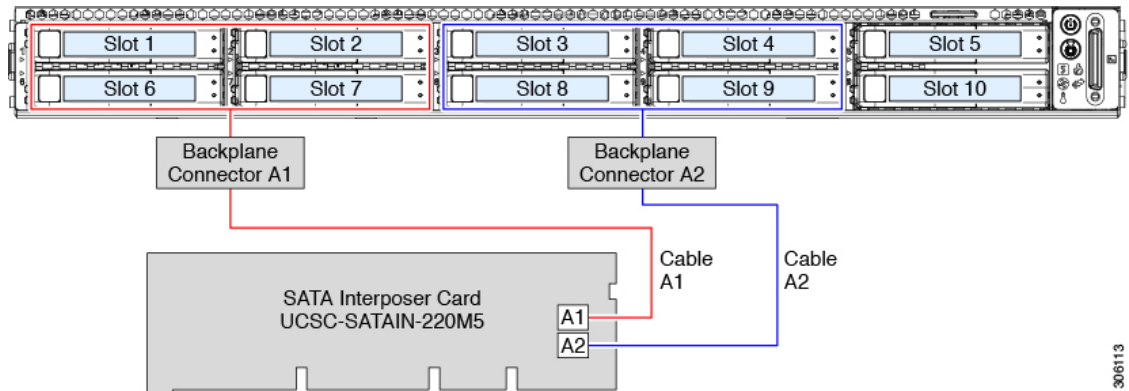 Slot 1 Slot 2 Slot 3 Slot 4 Slot 5
Slot 6 Slot 7 Slot 8 Slot 9 Slot 10
Backplane
Connector A1
Backplane
Connector A2
Cable
A1
Cable
A2
SATA Interposer Card
UCSC-SATAIN-220M5
A1
A2
306113